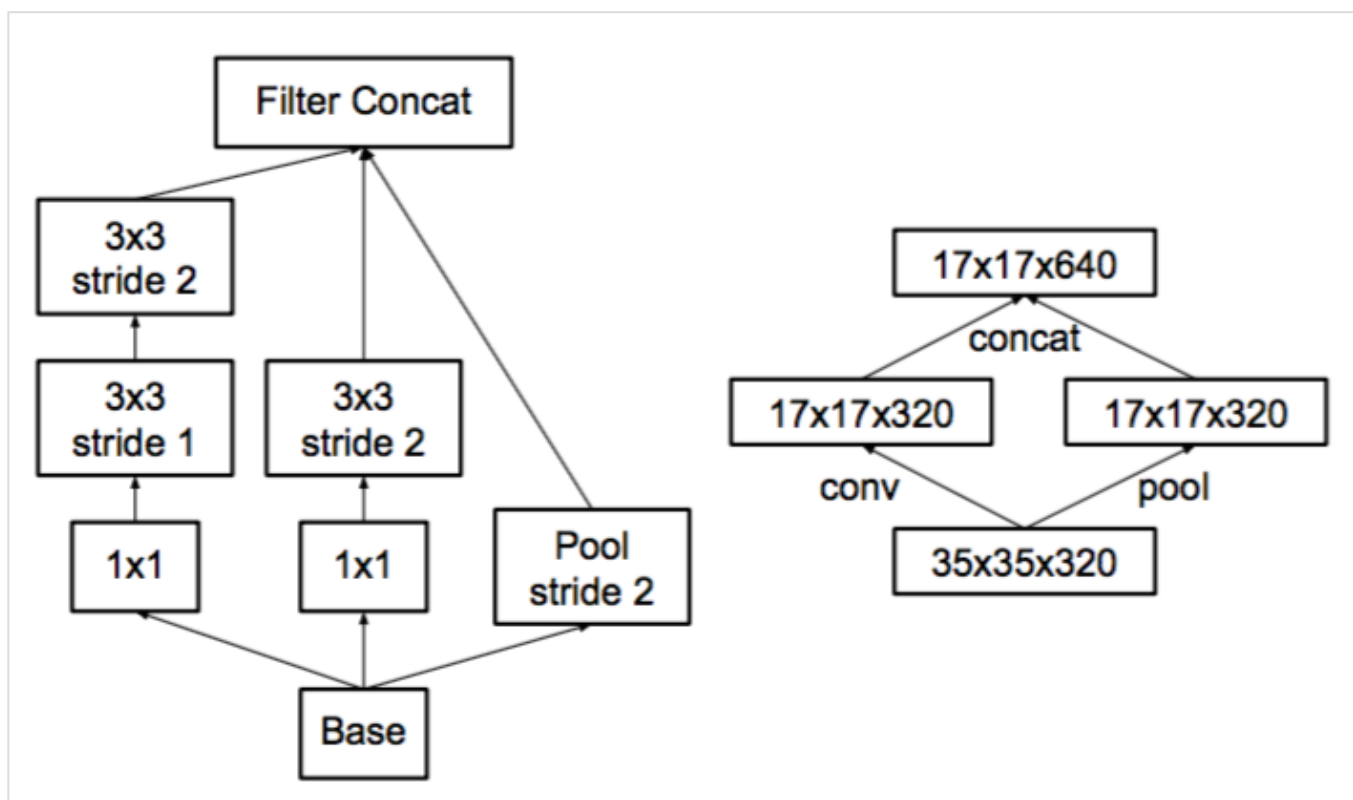 Filter Concat
3x3
stride 2
3x3
stride 1
3x3
stride 2
1x1
1x1
Pool
stride 2
Base
17x17x640
concat
17x17x320
17x17x320
conv
pool
35x35x320